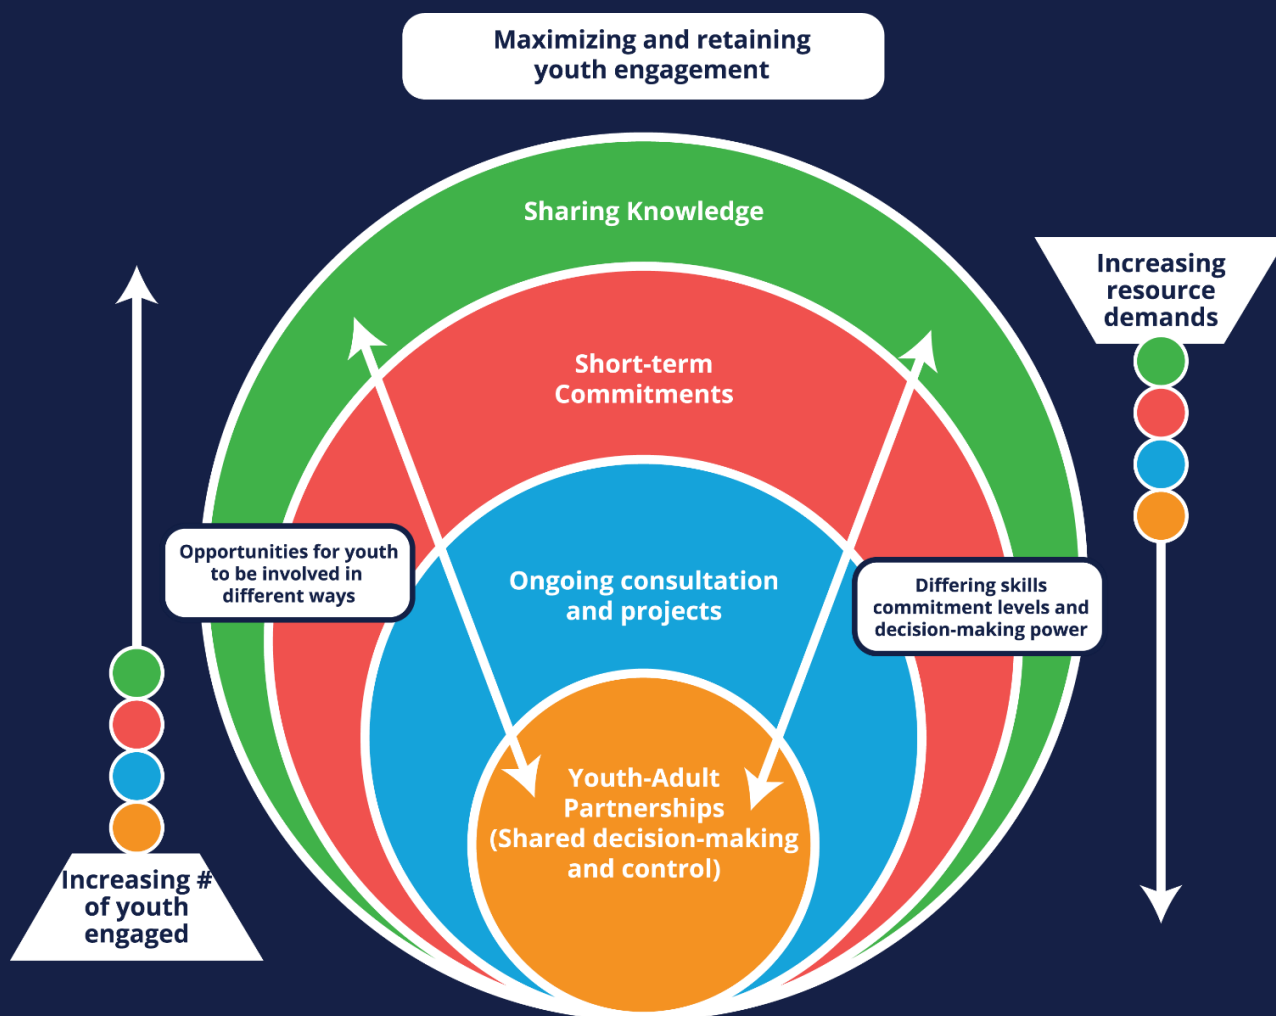 Maximizing and retaining
youth engagement
Sharing Knowledge
Increasing
resource
demands
Short-term
Commitments
Opportunities for youth
to be involved in
different ways
Ongoing consultation
and projects
Differing skills
commitment levels and
decision-making power
Youth-Adult
Partnerships
(Shared decision-making
and control)
Increasing #
of youth
engaged